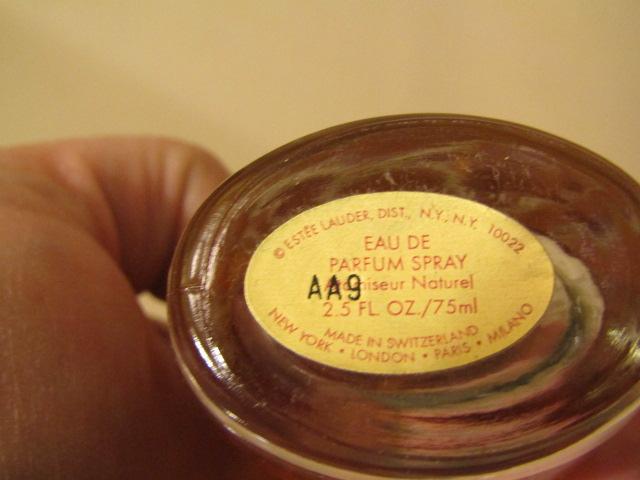 © ESTÉE LAUDER, DIST., N.Y., N.Y. 10022
EAU DE
PARFUM SPRAY
Naturel
AA9
2.5 FL. OZ./75ml
MADE IN SWITZERLAND
NEW YORK • LONDON • PARIS • MILANO